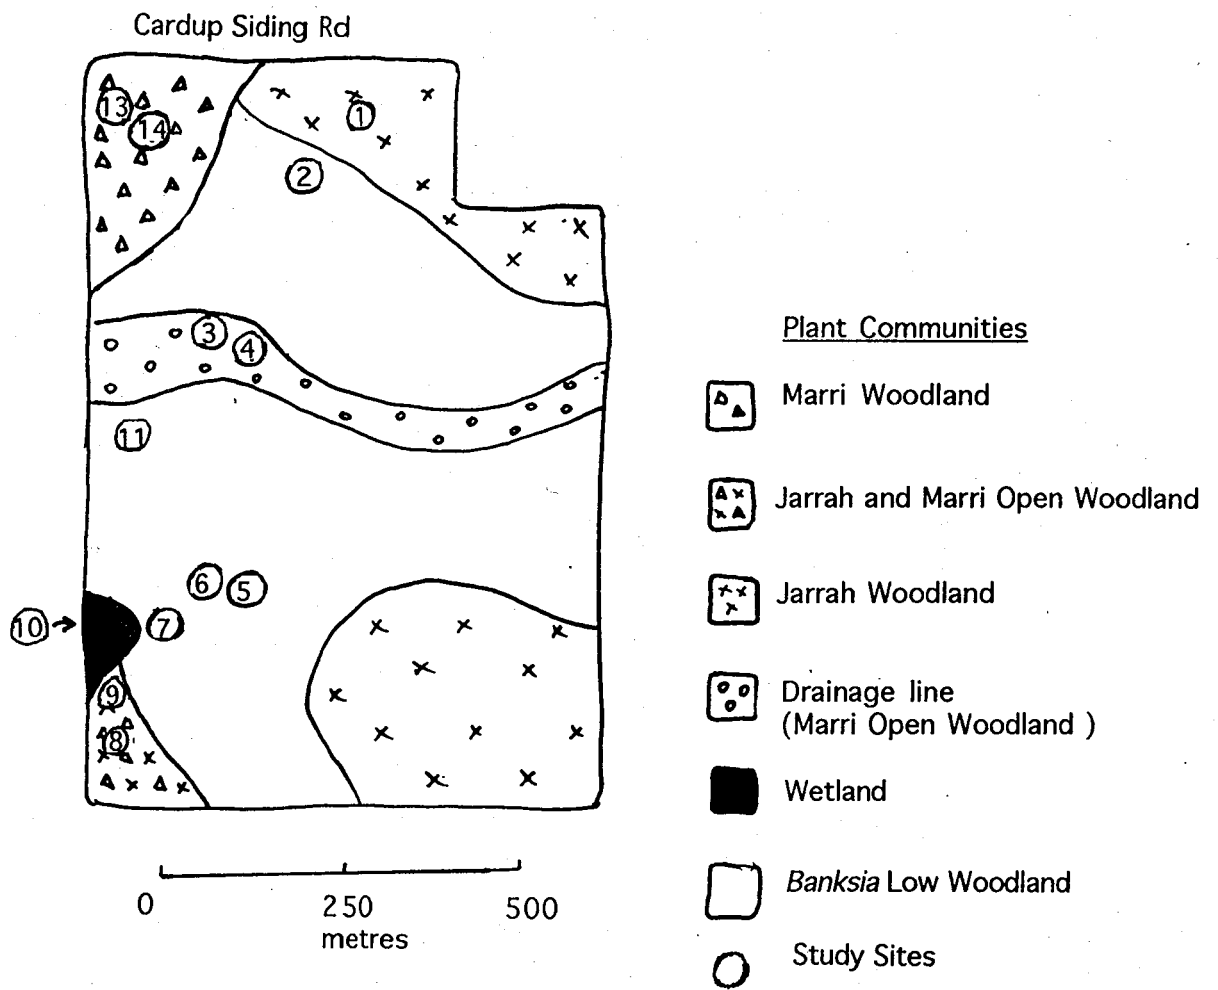 Cardup Siding Rd
13
14
1
2
3
4
11
6
5
10
7
9
8
0
250
500
metres
Plant Communities
Marri Woodland
Jarrah and Marri Open Woodland
Jarrah Woodland
Drainage line
(Marri Open Woodland )
Wetland
Banksia Low Woodland
Study Sites